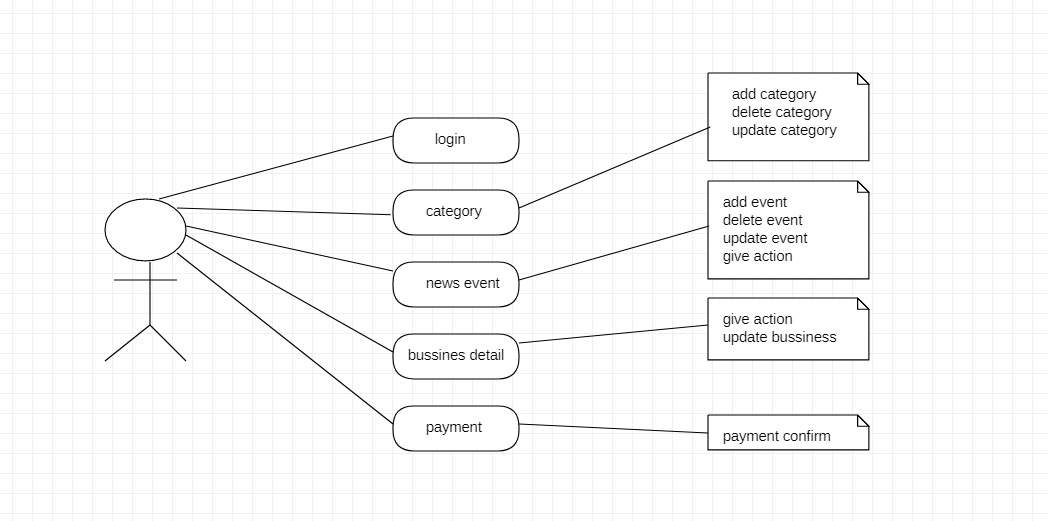 login
category
news event
bussines detail
payment
add category
delete category
update category
add event
delete event
update event
give action
give action
update bussiness
payment confirm